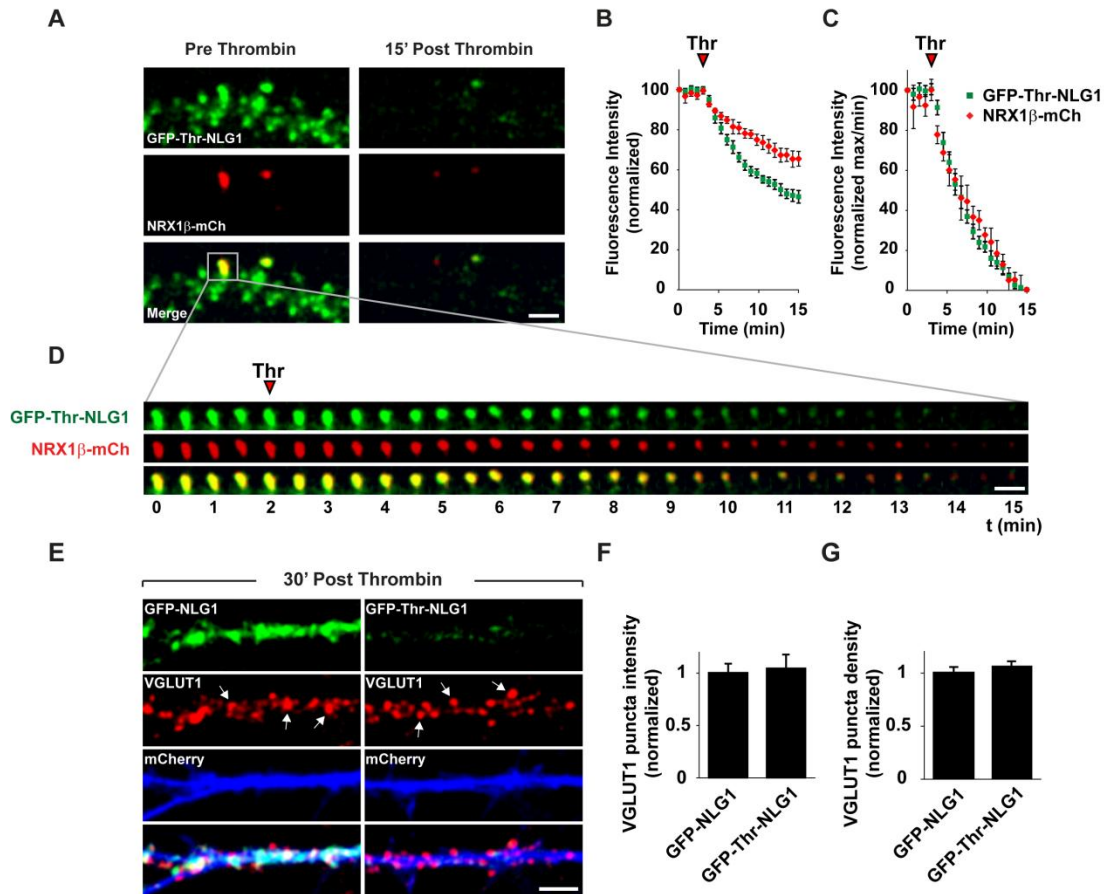 A
Pre Thrombin
15’ Post Thrombin
GFP-Thr-NLG1
NRX1β-mCh
Merge
B
Thr
Fluorescence Intensity
(normalized)
100
80
60
40
20
0
0 5 10 15
Time (min)
C
Thr
Fluorescence Intensity
(normalized max/min)
100
80
60
40
20
0
0 5 10 15
Time (min)
GFP-Thr-NLG1
NRX1β-mCh
D
Thr
GFP-Thr-NLG1
NRX1β-mCh
0 1 2 3 4 5 6 7 8 9 10 11 12 13 14 15
t (min)
E
30’ Post Thrombin
GFP-NLG1
GFP-Thr-NLG1
VGLUT1
VGLUT1
mCherry
F
VGLUT1 puncta intensity
(normalized)
1
0.5
0
GFP-NLG1
GFP-Thr-NLG1
G
VGLUT1 puncta density
(normalized)
1
0.5
0
GFP-NLG1
GFP-Thr-NLG1